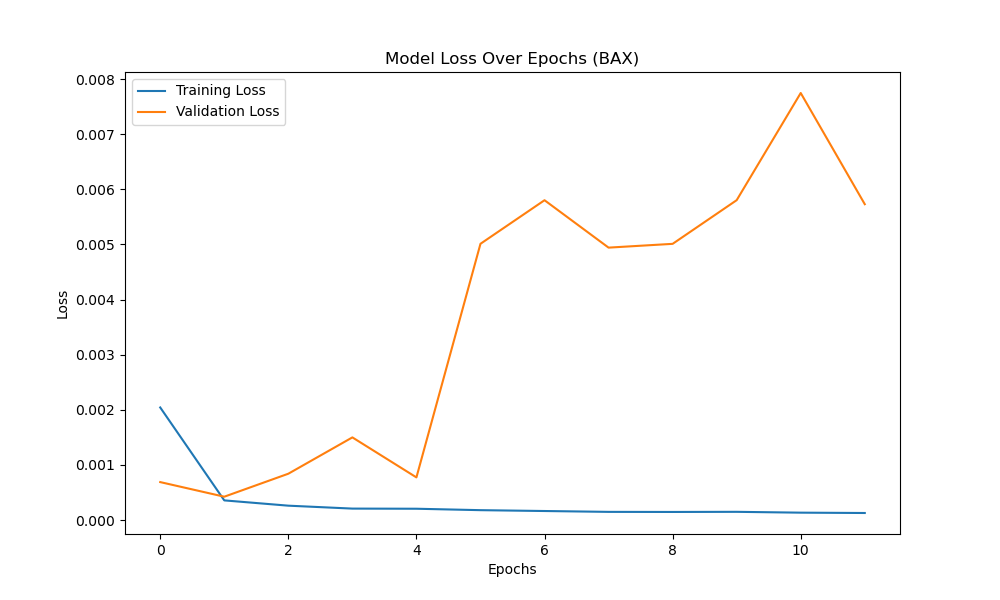 Model Loss Over Epochs (BAX)
Training Loss
Validation Loss
0.008
0.007
0.006
0.005
0.004
0.003
0.002
0.001
0.000
Loss
0 2 4 6 8 10
Epochs